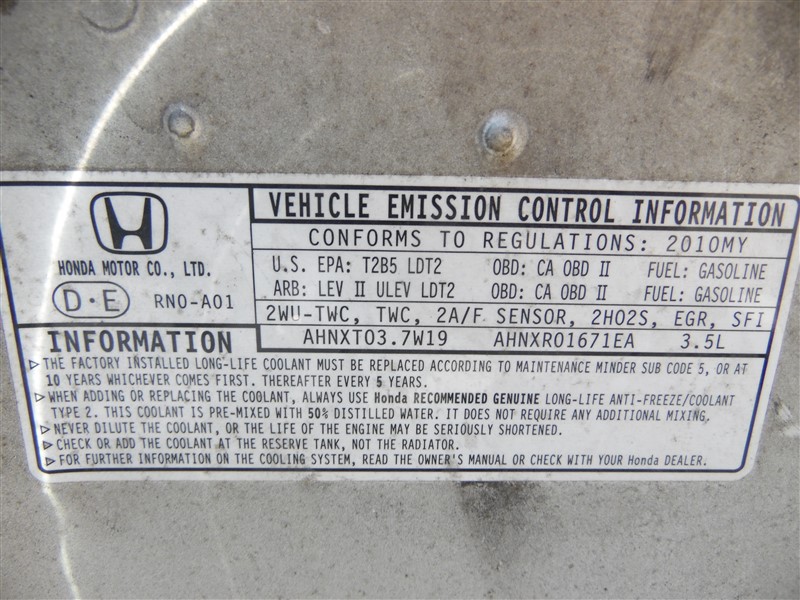 HONDA MOTOR CO., LTD.
D·E RN0-A01
VEHICLE EMISSION CONTROL INFORMATION
CONFORMS TO REGULATIONS: 2010MY
U.S. EPA: T2B5 LDT2 OBD: CA OBD II FUEL: GASOLINE
ARB: LEV II ULEV LDT2 OBD: CA OBD II FUEL: GASOLINE
2WU-TWC, TWC, 2A/F SENSOR, 2HO2S, EGR, SFI
AHNXT03.7W19 AHNXR01671EA 3.5L
INFORMATION
▷ THE FACTORY INSTALLED LONG-LIFE COOLANT MUST BE REPLACED ACCORDING TO MAINTENANCE MINDER SUB CODE 5, OR AT
10 YEARS WHICHEVER COMES FIRST. THEREAFTER EVERY 5 YEARS.
▷ WHEN ADDING OR REPLACING THE COOLANT, ALWAYS USE Honda RECOMMENDED GENUINE LONG-LIFE ANTI-FREEZE/COOLANT
TYPE 2. THIS COOLANT IS PRE-MIXED WITH 50% DISTILLED WATER. IT DOES NOT REQUIRE ANY ADDITIONAL MIXING.
▷ NEVER DILUTE THE COOLANT, OR THE LIFE OF THE ENGINE MAY BE SERIOUSLY SHORTENED.
▷ CHECK OR ADD THE COOLANT AT THE RESERVE TANK, NOT THE RADIATOR.
▷ FOR FURTHER INFORMATION ON THE COOLING SYSTEM, READ THE OWNER'S MANUAL OR CHECK WITH YOUR Honda DEALER.